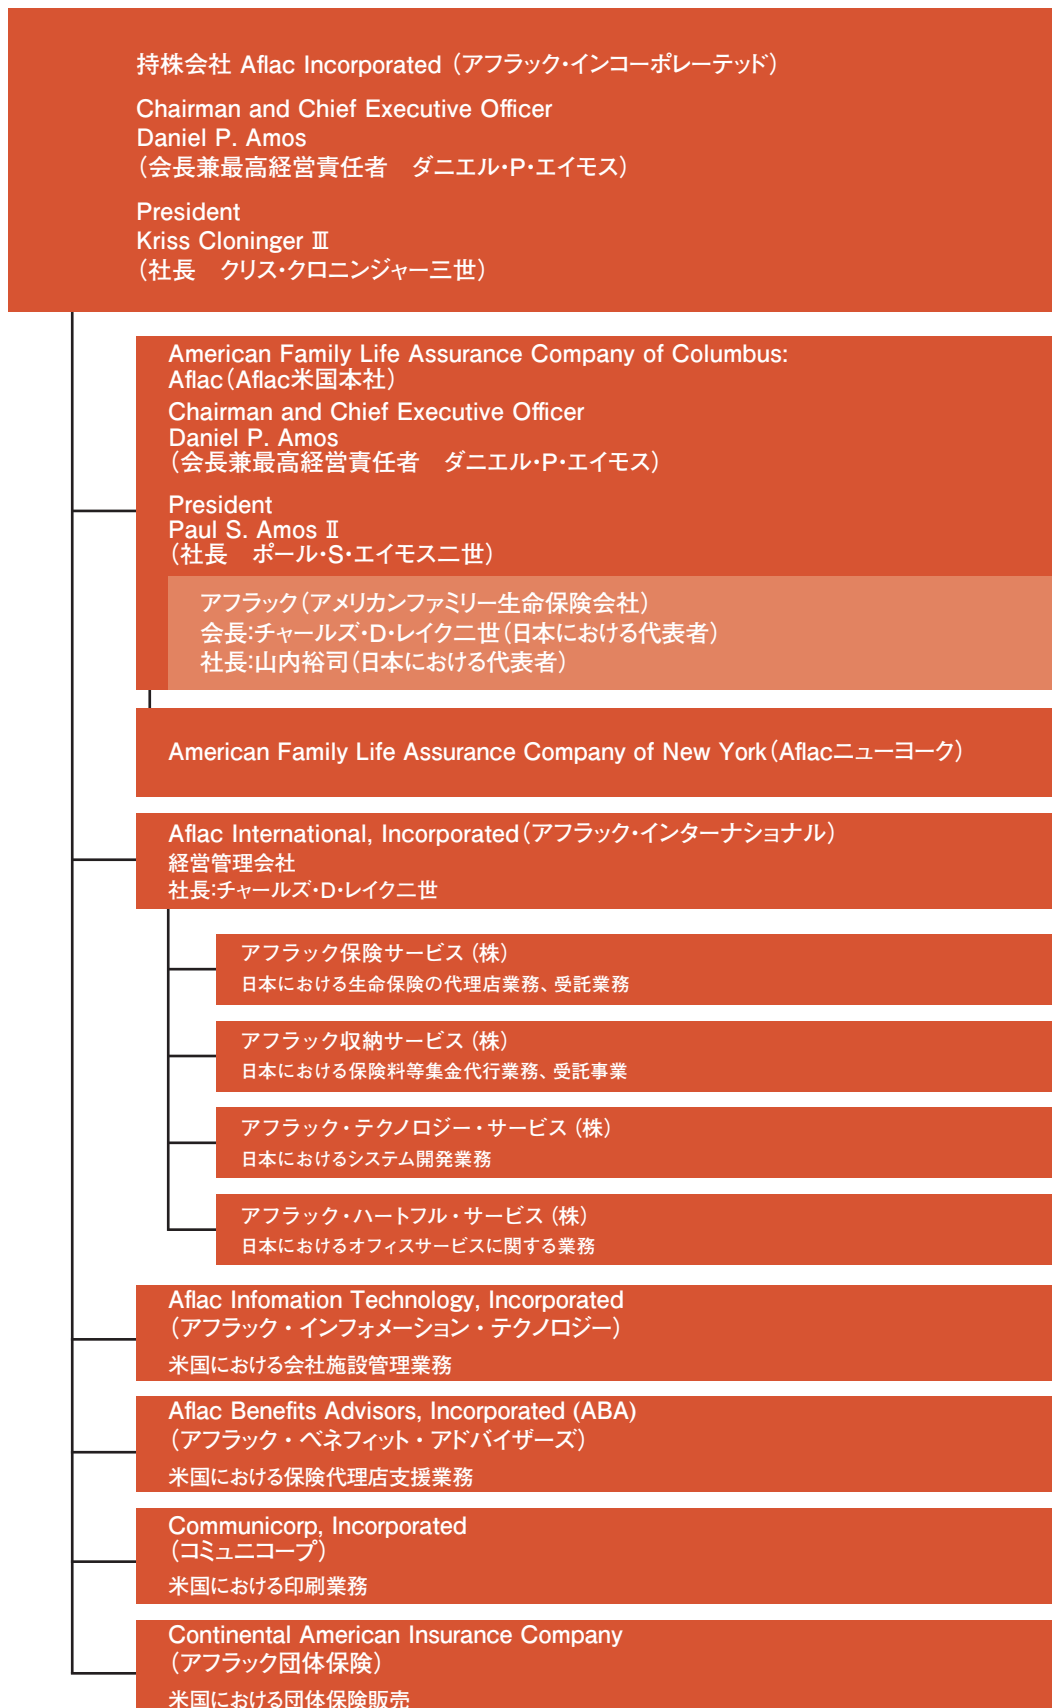 持株会社 Aflac Incorporated（アフラック・インコーポレーテッド）
Chairman and Chief Executive Officer
Daniel P. Amos
（会長兼最高経営責任者　ダニエル・P・エイモス）
President
Kriss Cloninger Ⅲ
（社長　クリス・クロニンジャー三世）
American Family Life Assurance Company of Columbus:
Aflac（Aflac米国本社）
Chairman and Chief Executive Officer
Daniel P. Amos
（会長兼最高経営責任者　ダニエル・P・エイモス）
President
Paul S. Amos Ⅱ
（社長　ポール・S・エイモス二世）
アフラック（アメリカンファミリー生命保険会社）
会長：チャールズ・D・レイク二世（日本における代表者）
社長：山内裕司（日本における代表者）
American Family Life Assurance Company of New York（Aflacニューヨーク）
Aflac International, Incorporated（アフラック・インターナショナル）
経営管理会社
社長：チャールズ・D・レイク二世
アフラック保険サービス（株）
日本における生命保険の代理店業務、受託業務
アフラック収納サービス（株）
日本における保険料等集金代行業務、受託事業
アフラック・テクノロジー・サービス（株）
日本におけるシステム開発業務
アフラック・ハートフル・サービス（株）
日本におけるオフィスサービスに関する業務
Aflac Infomation Technology, Incorporated
（アフラック・インフォメーション・テクノロジー）
米国における会社施設管理業務
Aflac Benefits Advisors, Incorporated (ABA)
（アフラック・ベネフィット・アドバイザーズ）
米国における保険代理店支援業務
Communicorp, Incorporated
（コミュニコープ）
米国における印刷業務
Continental American Insurance Company
（アフラック団体保険）
米国における団体保険販売